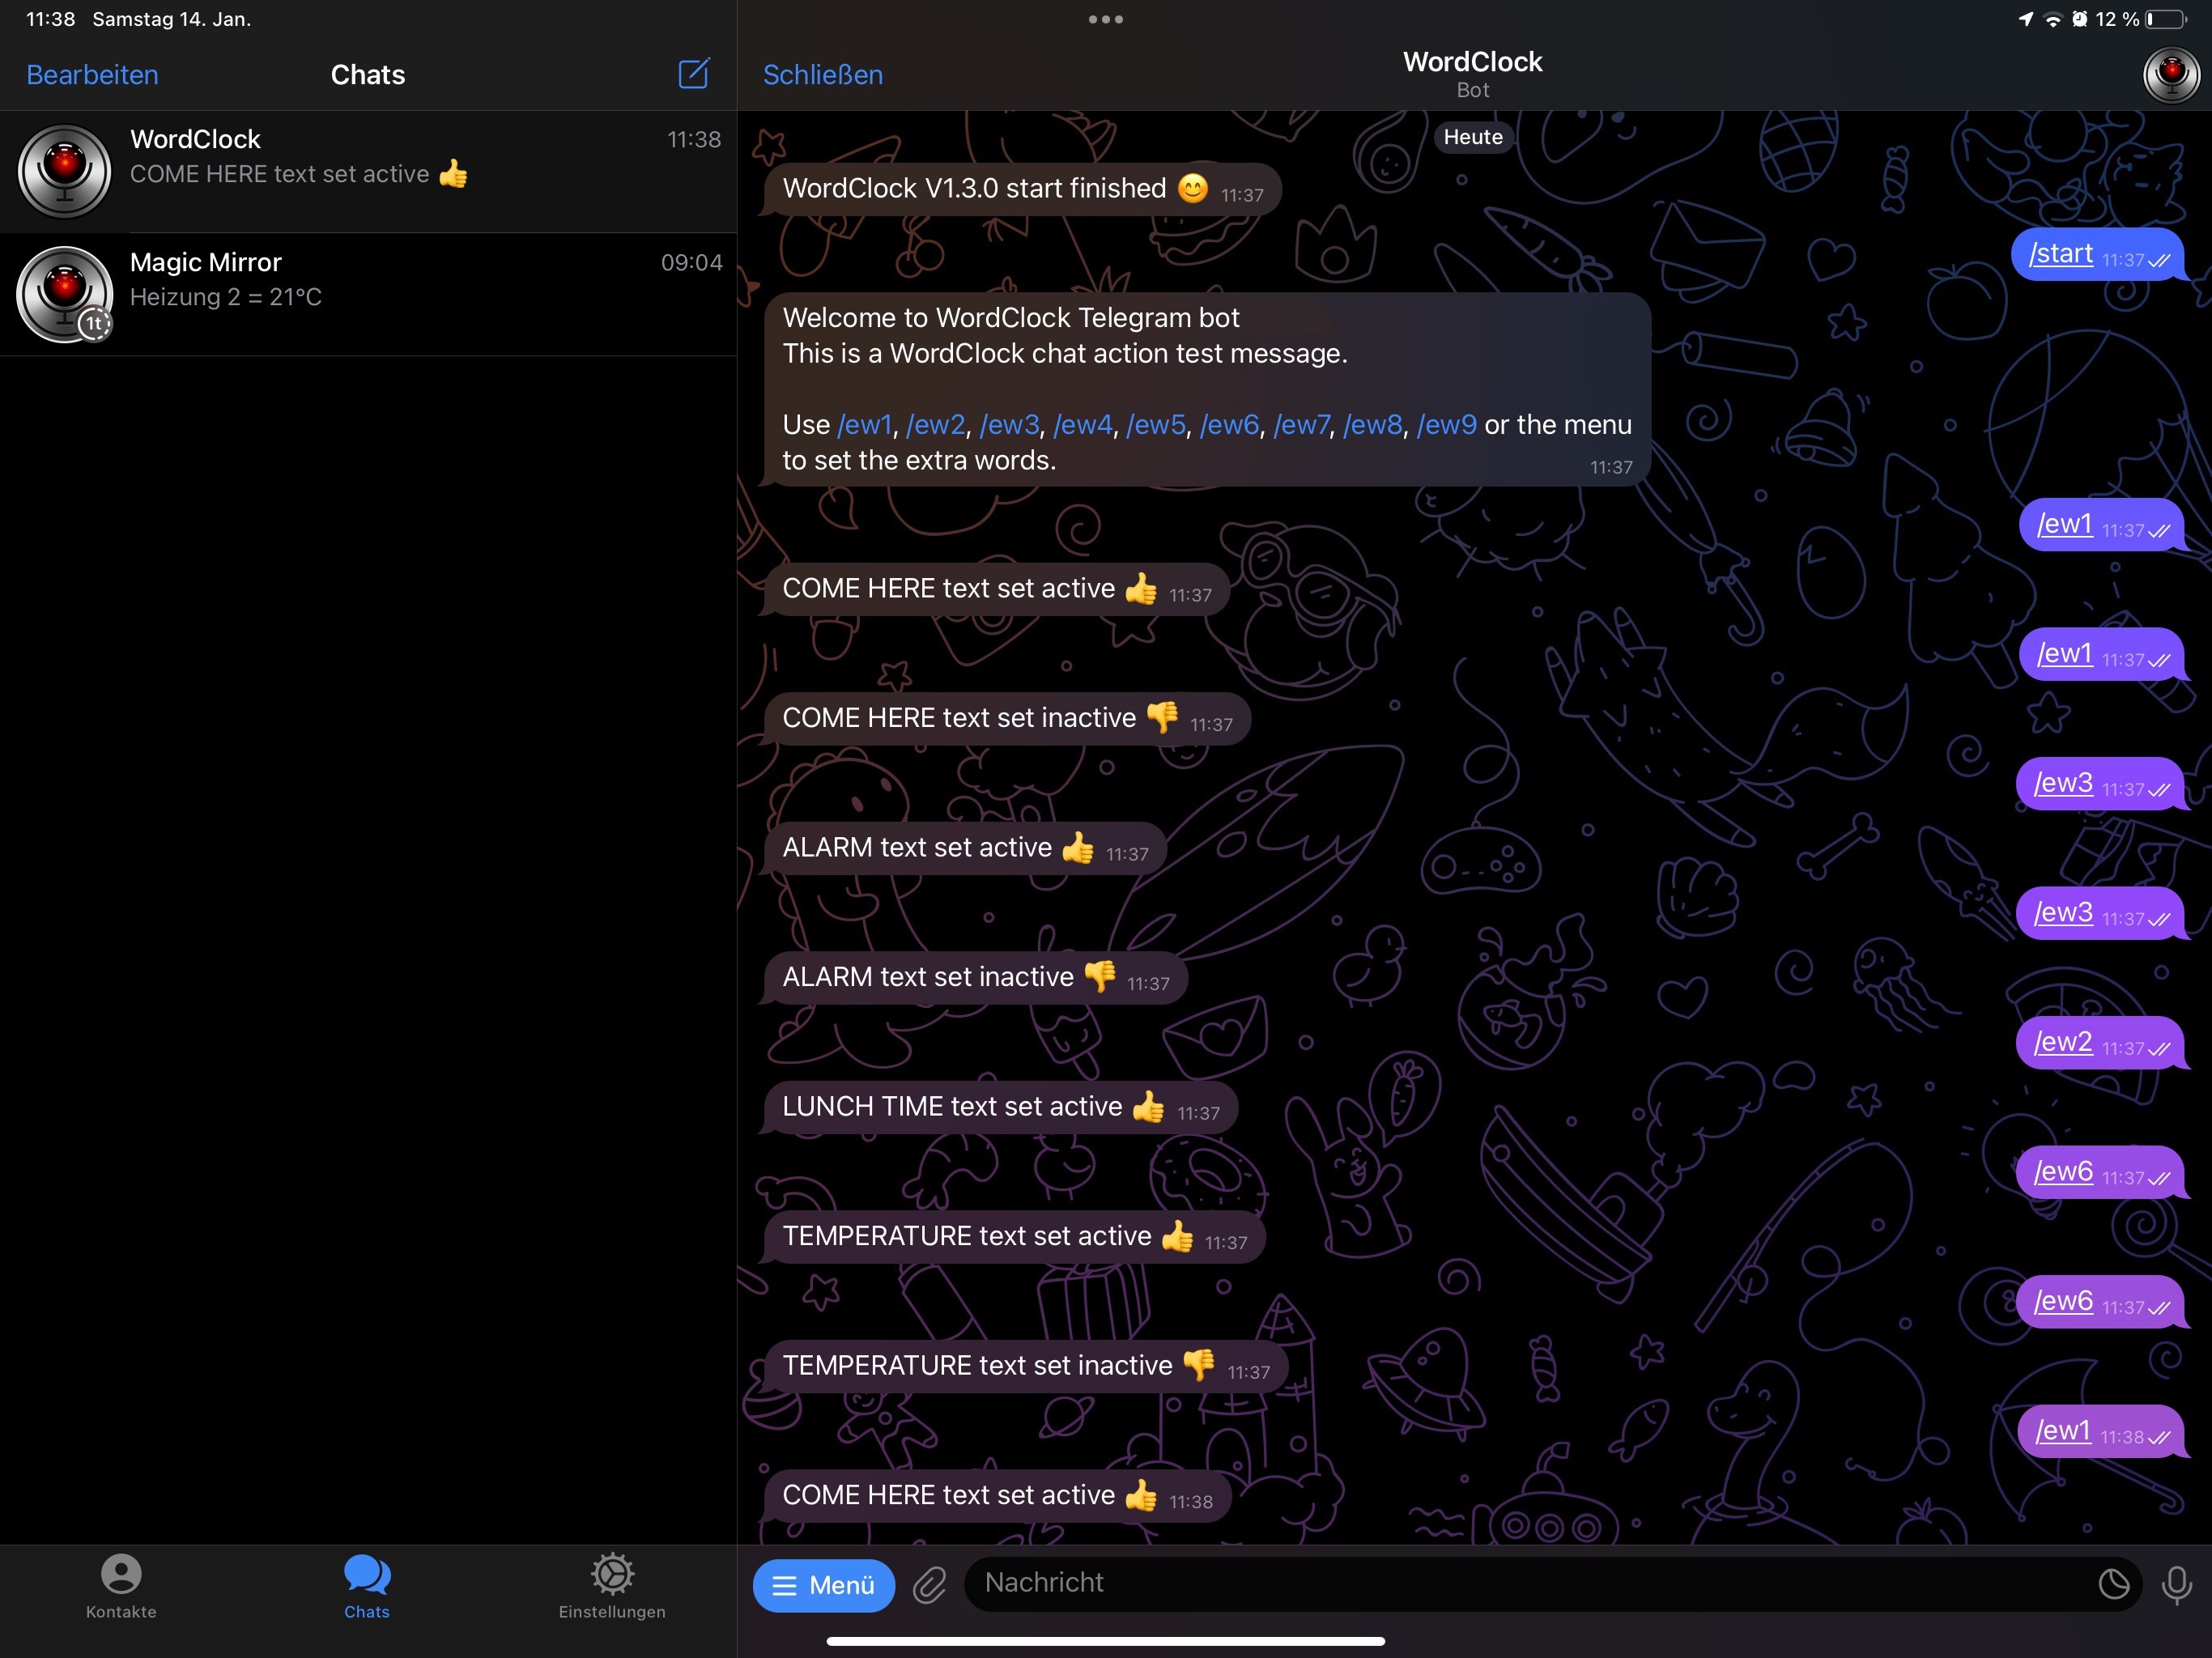 11:38 Samstag 14. Jan.
12 %
Bearbeiten
Chats
WordClock
11:38
COME HERE text set active 👍
Magic Mirror
09:04
Heizung 2 = 21°C
1t
Kontakte
Chats
Einstellungen
Schließen
WordClock
Bot
Heute
WordClock V1.3.0 start finished 😊 11:37
/start 11:37
Welcome to WordClock Telegram bot
This is a WordClock chat action test message.
Use /ew1, /ew2, /ew3, /ew4, /ew5, /ew6, /ew7, /ew8, /ew9 or the menu
to set the extra words.
11:37
/ew1 11:37
COME HERE text set active 👍 11:37
/ew1 11:37
COME HERE text set inactive 👎 11:37
/ew3 11:37
ALARM text set active 👍 11:37
/ew3 11:37
ALARM text set inactive 👎 11:37
/ew2 11:37
LUNCH TIME text set active 👍 11:37
/ew6 11:37
TEMPERATURE text set active 👍 11:37
/ew6 11:37
TEMPERATURE text set inactive 👎 11:37
/ew1 11:38
COME HERE text set active 👍 11:38
Menü
Nachricht